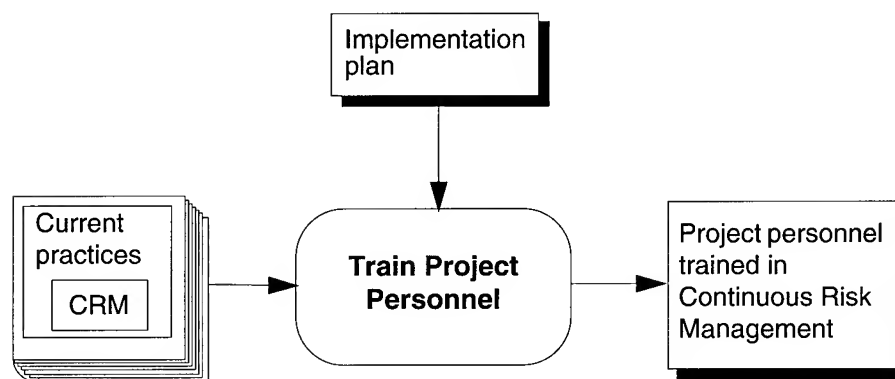 Implementation
plan
Current
practices
CRM
Train Project
Personnel
Project personnel
trained in
Continuous Risk
Management